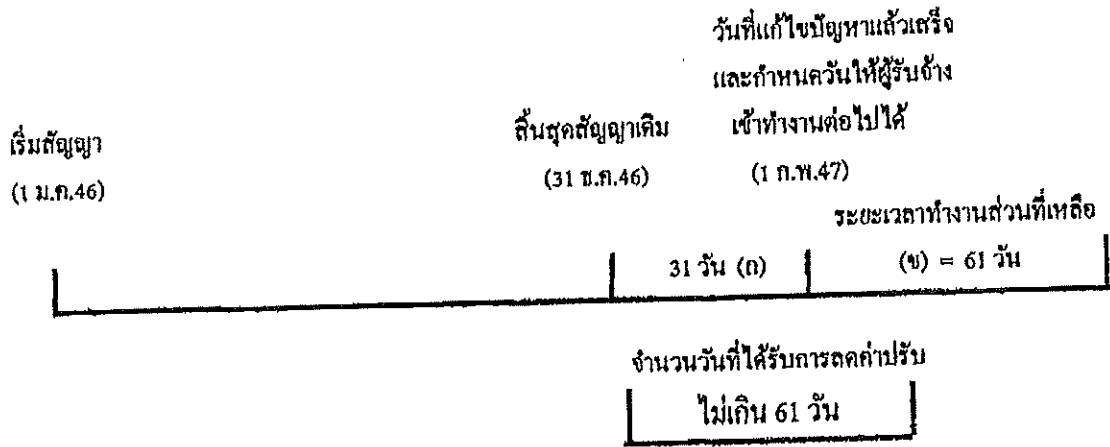 วันที่แก้ไขปัญหาแล้วเสร็จ
และกำหนดวันให้ผู้รับจ้าง
เข้าทำงานต่อไปได้
(1 ก.พ.47)
เริ่มสัญญา
(1 ม.ค.46)
สิ้นสุดสัญญาเดิม
(31 ธ.ค.46)
ระยะเวลาทำงานส่วนที่เหลือ
31 วัน (ก)
(ข) = 61 วัน
จำนวนวันที่ได้รับการลดค่าปรับ
ไม่เกิน 61 วัน